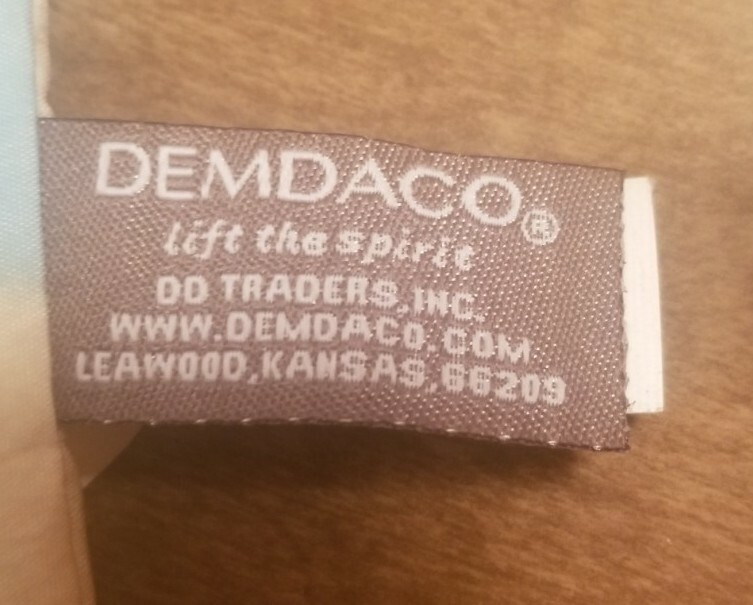 DEMDACO®
lift the spirit
DD TRADERS, INC.
WWW.DEMDACO.COM
LEAWOOD, KANSAS, 66209